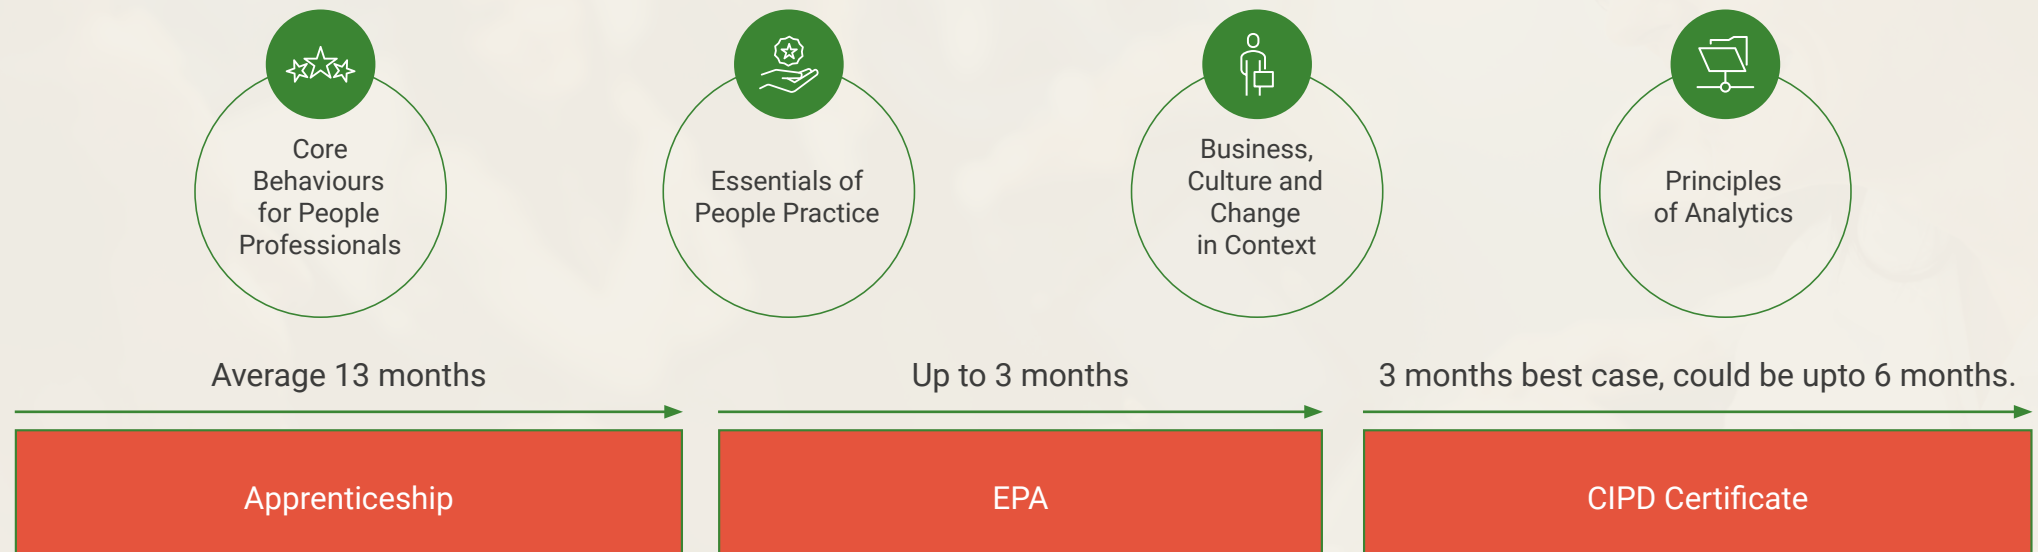 Core
Behaviours
for People
Professionals
Essentials of
People Practice
Business,
Culture and
Change
in Context
Principles
of Analytics
Average 13 months
Up to 3 months
3 months best case, could be upto 6 months.
Apprenticeship
EPA
CIPD Certificate